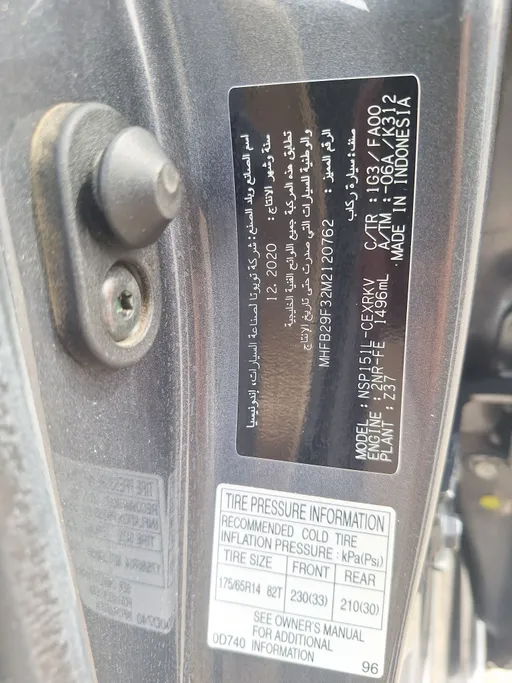 اسم الصانع وبلد الصنع : شركة تويوتا لصناعة السيارات، إندونيسيا
سنة وشهر الإنتاج : 12. 2020
تطابق هذه المركبة جميع اللوائح الفنية الخليجية
والوطنية للسيارات التي صدرت حتى تاريخ الإنتاج
الرقم المميز : MHFB29F32M2120762
صنف : سيارة ركاب
MODEL : NSP151L-CEXRKV C/TR : 1G3 / FA00
ENGINE : 2NR-FE 1496mL A/TM : -06A /K312
PLANT : Z37 MADE IN INDONESIA
TIRE PRESSURE INFORMATION
RECOMMENDED COLD TIRE
INFLATION PRESSURE : kPa(Psi)
TIRE SIZE FRONT REAR
175/65R14 82T 230(33) 210(30)
SEE OWNER'S MANUAL
FOR ADDITIONAL
0D740 INFORMATION
96